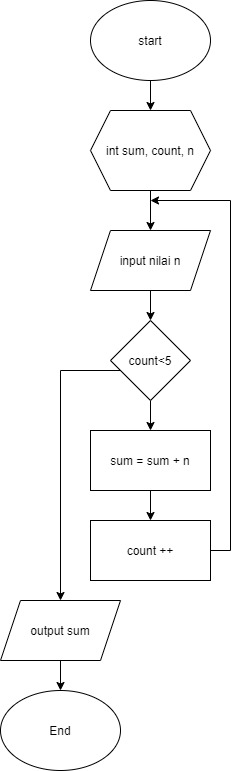 start
int sum, count, n
input nilai n
count<5
sum = sum + n
count ++
output sum
End